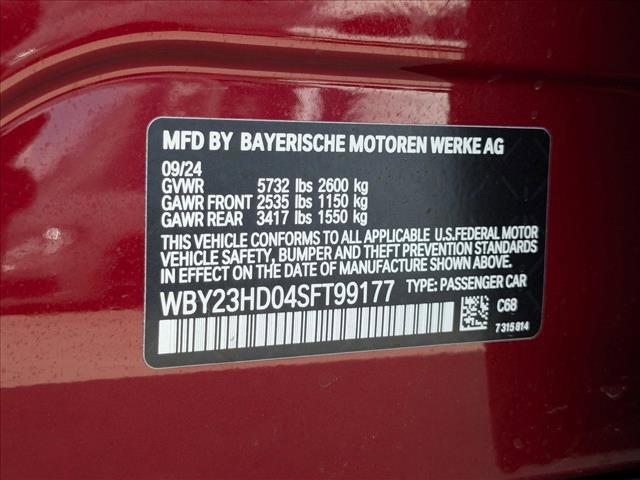 MFD BY BAYERISCHE MOTOREN WERKE AG
09/24
GVWR 5732 lbs 2600 kg
GAWR FRONT 2535 lbs 1150 kg
GAWR REAR 3417 lbs 1550 kg
THIS VEHICLE CONFORMS TO ALL APPLICABLE U.S.FEDERAL MOTOR
VEHICLE SAFETY, BUMPER AND THEFT PREVENTION STANDARDS
IN EFFECT ON THE DATE OF MANUFACTURE SHOWN ABOVE.
WBY23HD04SFT99177 TYPE: PASSENGER CAR
C68
7315814